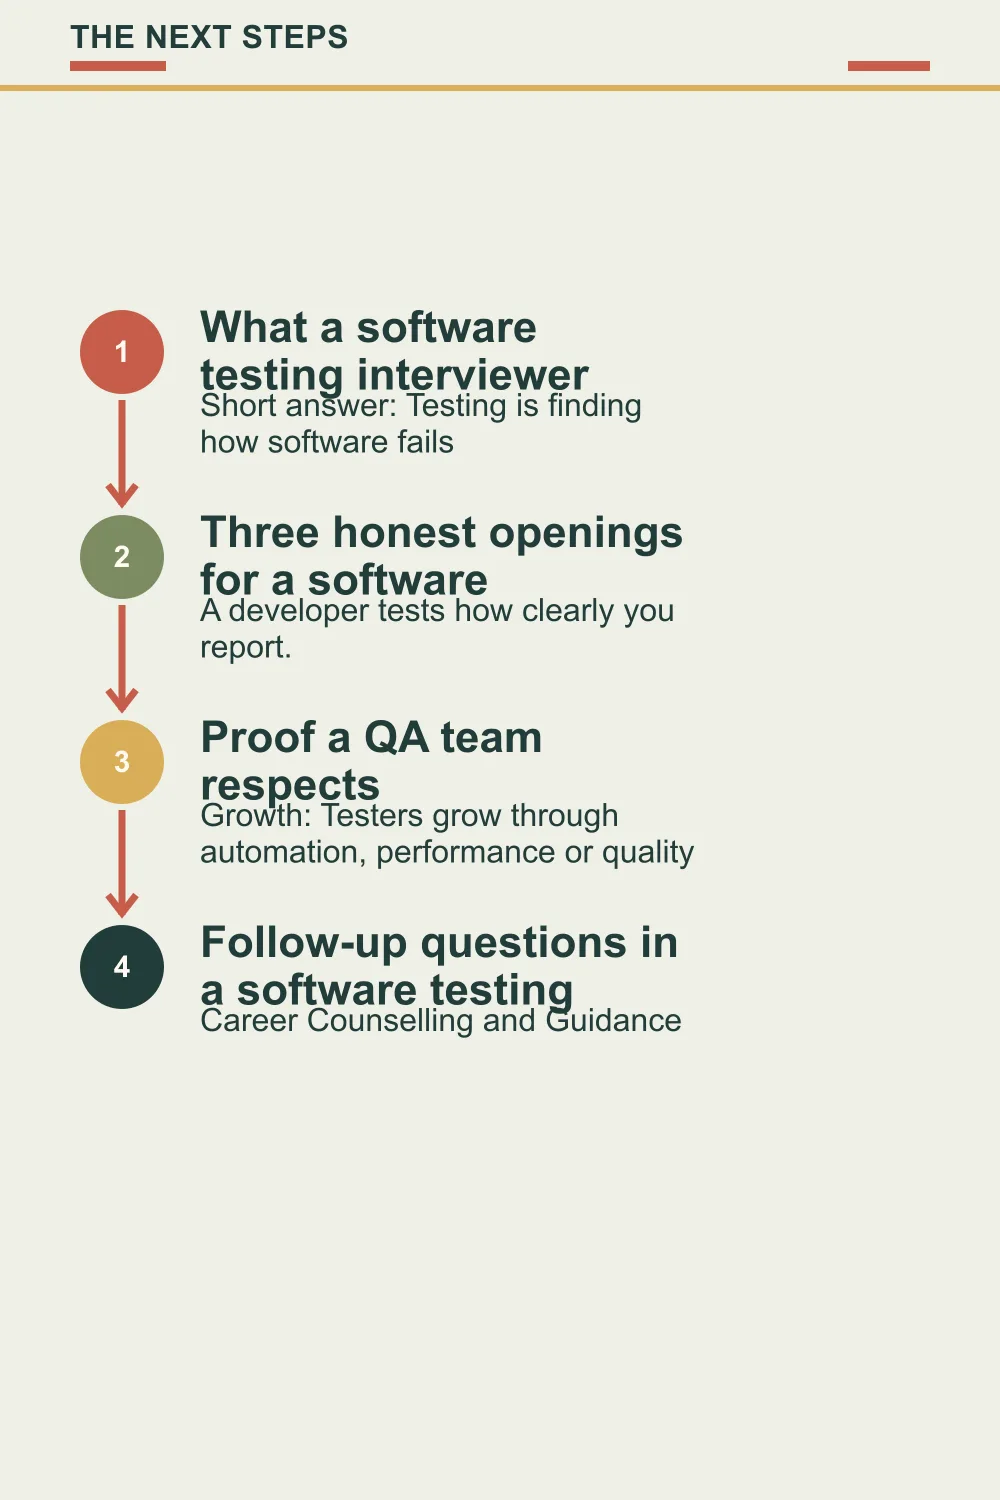 THE NEXT STEPS
1
What a software
testing interviewer
Short answer: Testing is finding
how software fails
2
Three honest openings
for a software
A developer tests how clearly you
report.
3
Proof a QA team
respects
Growth: Testers grow through
automation, performance or quality
4
Follow-up questions in
a software testing
Career Counselling and Guidance